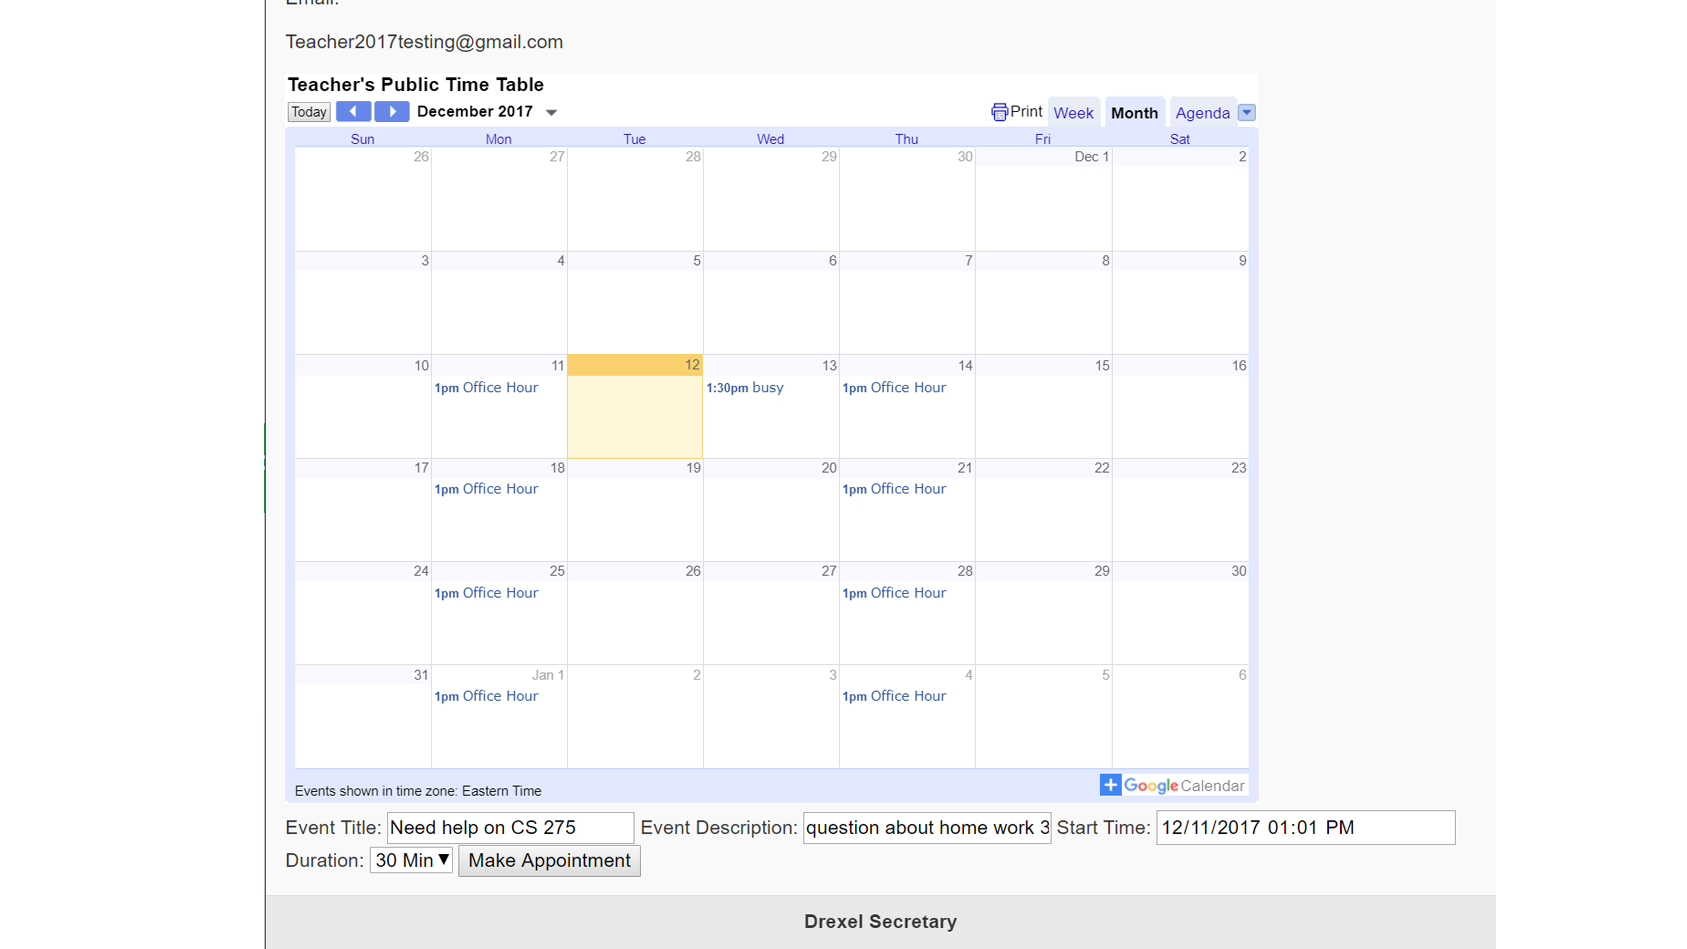 Email:
Teacher2017testing@gmail.com
Teacher's Public Time Table
Today December 2017 Print Week Month Agenda
Sun Mon Tue Wed Thu Fri Sat
26 27 28 29 30 Dec 1 2
3 4 5 6 7 8 9
10 11 12 13 14 15 16
1pm Office Hour 1:30pm busy 1pm Office Hour
17 18 19 20 21 22 23
1pm Office Hour 1pm Office Hour
24 25 26 27 28 29 30
1pm Office Hour 1pm Office Hour
31 Jan 1 2 3 4 5 6
1pm Office Hour 1pm Office Hour
Events shown in time zone: Eastern Time + Google Calendar
Event Title: Need help on CS 275 Event Description: question about home work 3 Start Time: 12/11/2017 01:01 PM
Duration: 30 Min Make Appointment
Drexel Secretary